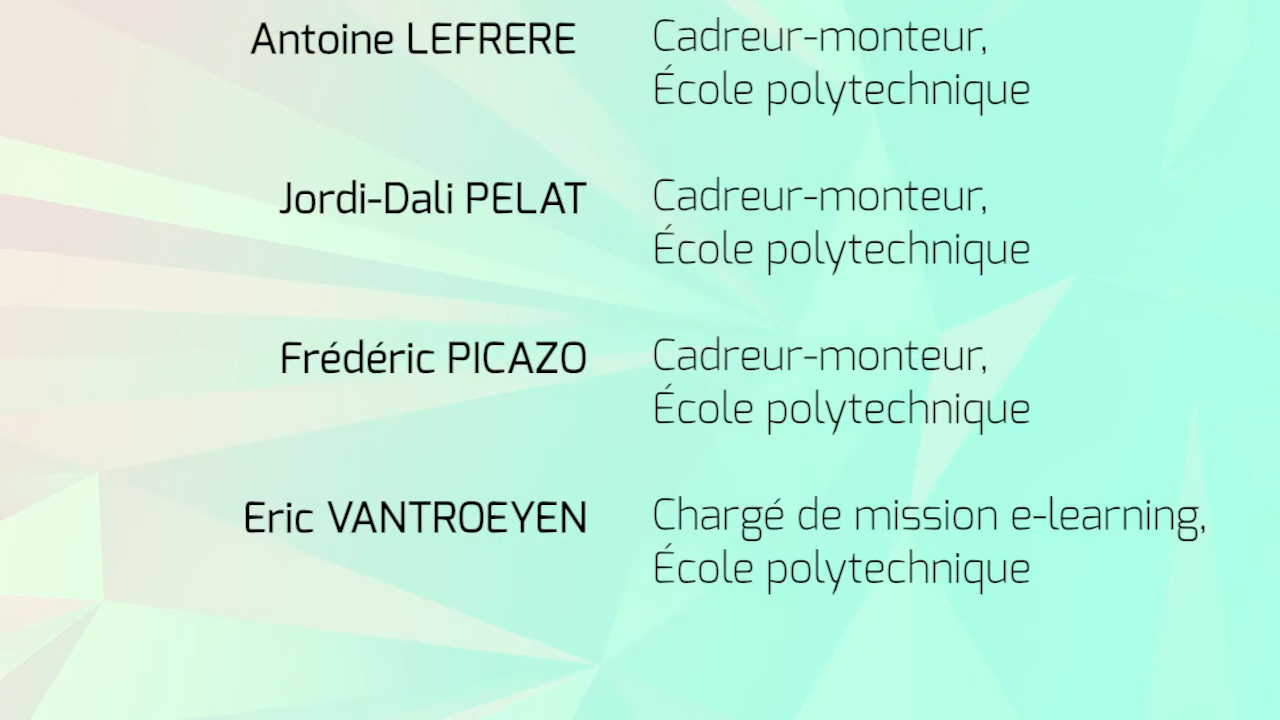 Antoine LEFRERE Cadreur-monteur,
École polytechnique
Jordi-Dali PELAT Cadreur-monteur,
École polytechnique
Frédéric PICAZO Cadreur-monteur,
École polytechnique
Eric VANTROEYEN Chargé de mission e-learning,
École polytechnique